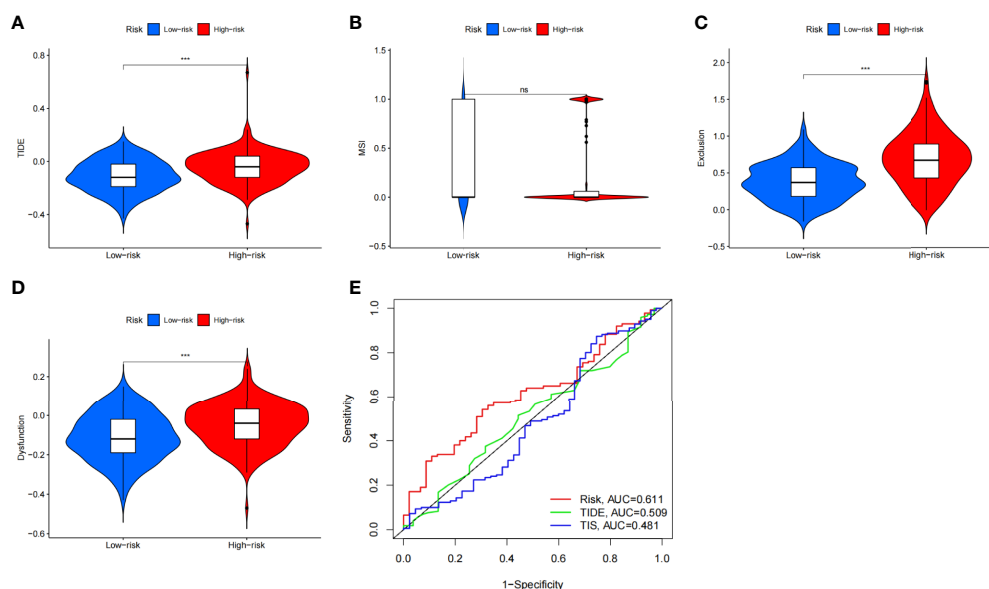 A
Risk Low-risk High-risk
0.8
0.4
0.0
−0.4
TIDE
***
Low-risk High-risk
B
Risk Low-risk High-risk
1.5
1.0
0.5
0.0
−0.5
MSI
ns
Low-risk High-risk
C
Risk Low-risk High-risk
2.0
1.5
1.0
0.5
0.0
−0.5
Exclusion
***
Low-risk High-risk
D
Risk Low-risk High-risk
0.2
−0.0
−0.2
−0.4
−0.6
Dysfunction
***
Low-risk High-risk
E
1.0
0.8
0.6
0.4
0.2
0.0
Sensitivity
Risk, AUC=0.611
TIDE, AUC=0.509
TIS, AUC=0.481
0.0 0.2 0.4 0.6 0.8 1.0
1-Specificity